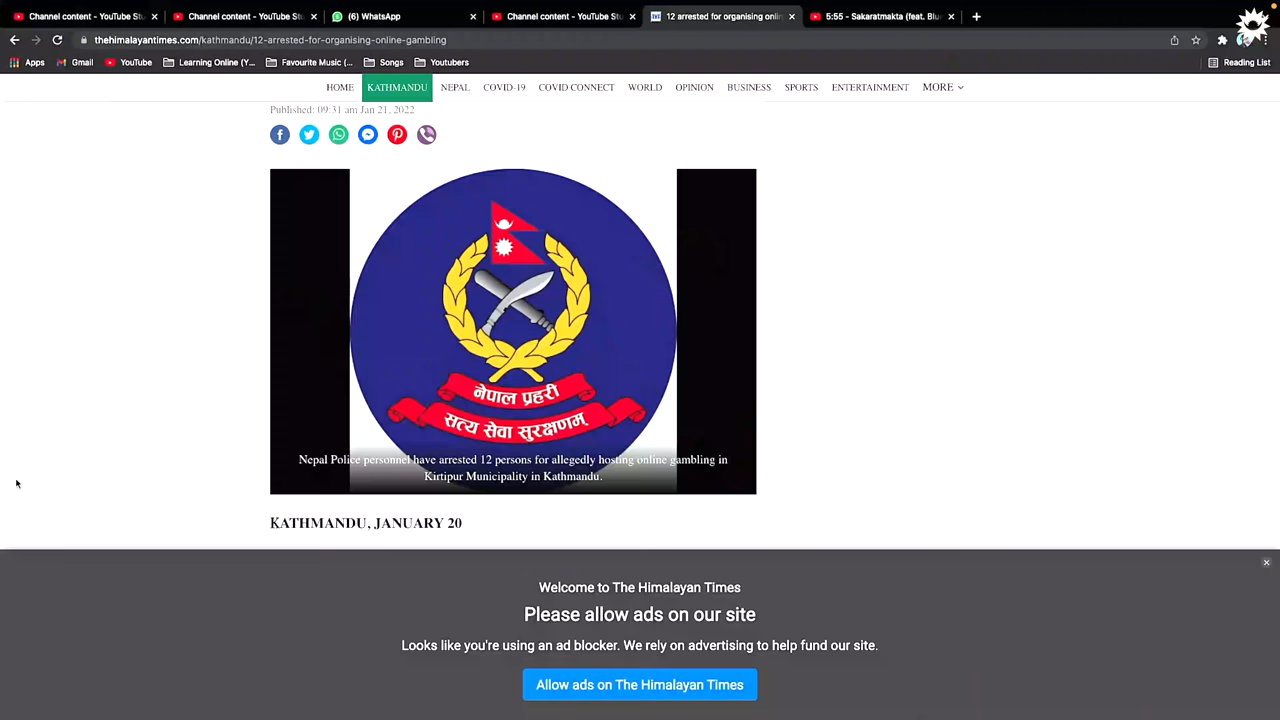 Channel content - YouTube Stu
Channel content - YouTube St
(6) WhatsApp
Channel content - YouTube St
12 arrested for organising onlin
5:55 - Sakaratmakta (feat. Blu
thehimalayantimes.com/kathmandu/12-arrested-for-organising-online-gambling
Apps
Gmail
YouTube
Learning Online (Y...
Favourite Music (...
Songs
Youtubers
Reading List
HOME
KATHMANDU
NEPAL
COVID-19
COVID CONNECT
WORLD
OPINION
BUSINESS
SPORTS
ENTERTAINMENT
MORE
Published: 09:31 am Jan 21, 2022
नेपाल प्रहरी
सत्य सेवा सुरक्षणम्
Nepal Police personnel have arrested 12 persons for allegedly hosting online gambling in
Kirtipur Municipality in Kathmandu.
KATHMANDU, JANUARY 20
Welcome to The Himalayan Times
Please allow ads on our site
Looks like you're using an ad blocker. We rely on advertising to help fund our site.
Allow ads on The Himalayan Times